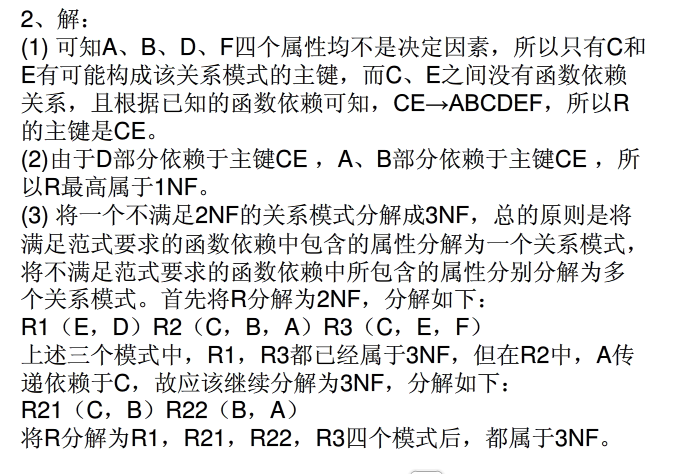 2、解：
(1) 可知A、B、D、F四个属性均不是决定因素，所以只有C和
E有可能构成该关系模式的主键，而C、E之间没有函数依赖
关系，且根据已知的函数依赖可知，CE→ABCDEF，所以R
的主键是CE。
(2)由于D部分依赖于主键CE ，A、B部分依赖于主键CE ，所
以R最高属于1NF。
(3) 将一个不满足2NF的关系模式分解成3NF，总的原则是将
满足范式要求的函数依赖中包含的属性分解为一个关系模式，
将不满足范式要求的函数依赖中所包含的属性分别分解为多
个关系模式。首先将R分解为2NF，分解如下：
R1（E，D）R2（C，B，A）R3（C，E，F）
上述三个模式中，R1，R3都已经属于3NF，但在R2中，A传
递依赖于C，故应该继续分解为3NF，分解如下：
R21（C，B）R22（B，A）
将R分解为R1，R21，R22，R3四个模式后，都属于3NF。